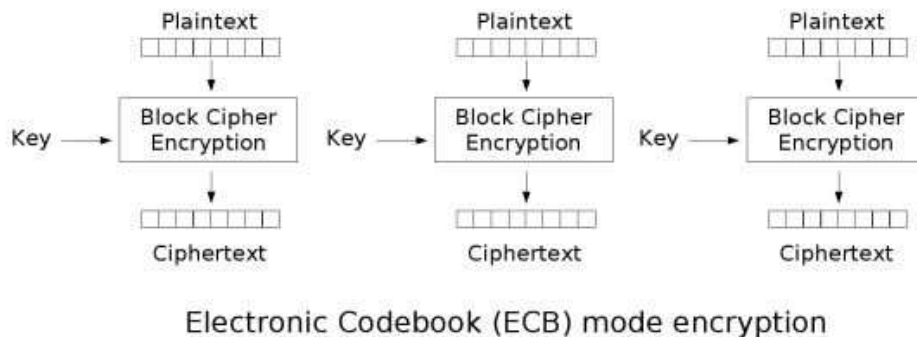 Plaintext Plaintext Plaintext
Key Block Cipher Encryption Key Block Cipher Encryption Key Block Cipher Encryption
Ciphertext Ciphertext Ciphertext
Electronic Codebook (ECB) mode encryption